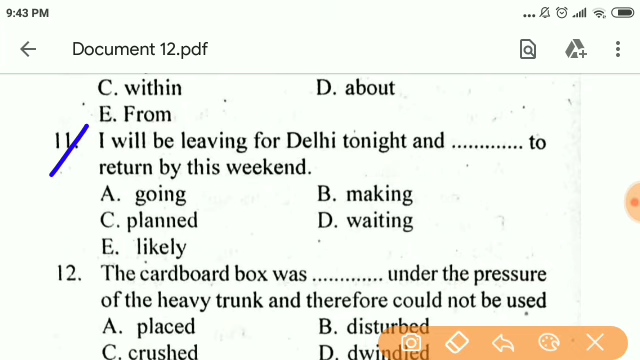 9:43 PM
Document 12.pdf
C. within D. about
E. From
11. I will be leaving for Delhi tonight and ............. to
return by this weekend.
A. going B. making
C. planned D. waiting
E. likely
12. The cardboard box was ............. under the pressure
of the heavy trunk and therefore could not be used
A. placed B. disturbed
C. crushed D. dwindled